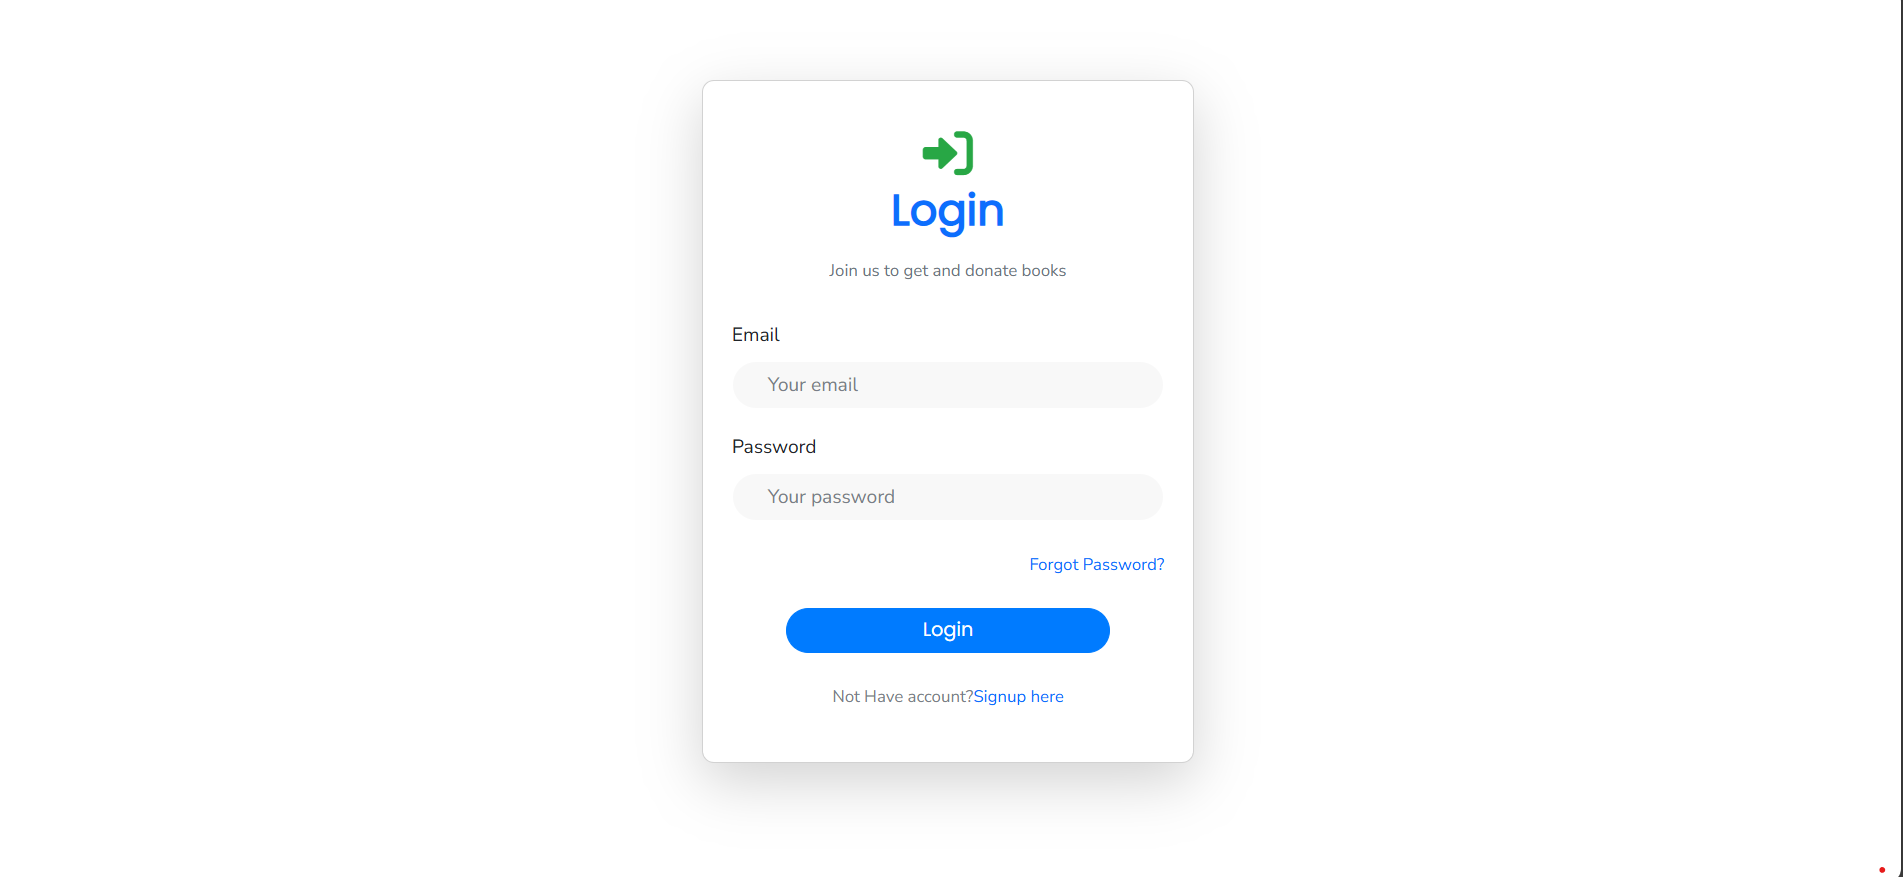 Login
Join us to get and donate books
Email
Your email
Password
Your password
Forgot Password?
Login
Not Have account?Signup here